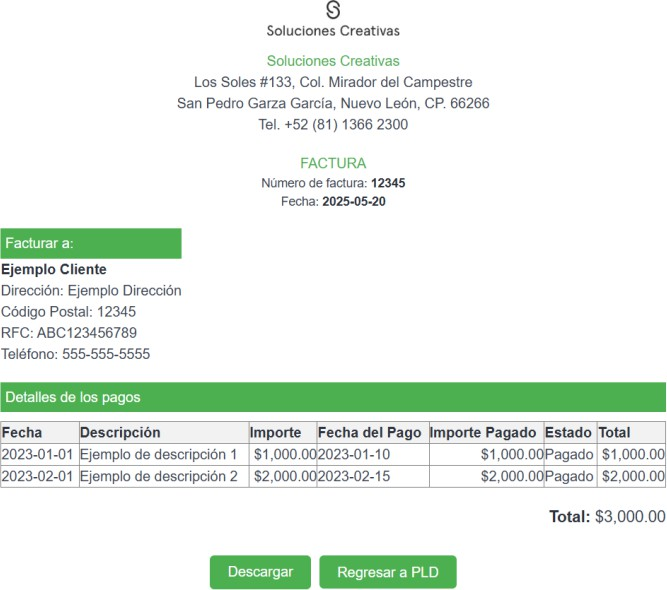 Soluciones Creativas
Soluciones Creativas
Los Soles #133, Col. Mirador del Campestre
San Pedro Garza García, Nuevo León, CP. 66266
Tel. +52 (81) 1366 2300
FACTURA
Número de factura: 12345
Fecha: 2025-05-20
Facturar a:
Ejemplo Cliente
Dirección: Ejemplo Dirección
Código Postal: 12345
RFC: ABC123456789
Teléfono: 555-555-5555
Detalles de los pagos
Fecha Descripción Importe Fecha del Pago Importe Pagado Estado Total
2023-01-01 Ejemplo de descripción 1 $1,000.00 2023-01-10 $1,000.00 Pagado $1,000.00
2023-02-01 Ejemplo de descripción 2 $2,000.00 2023-02-15 $2,000.00 Pagado $2,000.00
Total: $3,000.00
Descargar Regresar a PLD